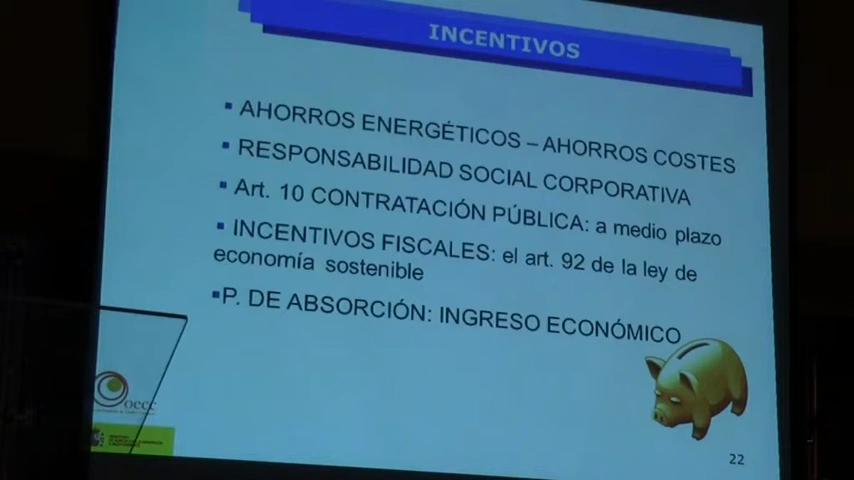 INCENTIVOS
▪ AHORROS ENERGÉTICOS – AHORROS COSTES
▪ RESPONSABILIDAD SOCIAL CORPORATIVA
▪ Art. 10 CONTRATACIÓN PÚBLICA: a medio plazo
▪ INCENTIVOS FISCALES: el art. 92 de la ley de
economía sostenible
▪P. DE ABSORCIÓN: INGRESO ECONÓMICO
oecc
22